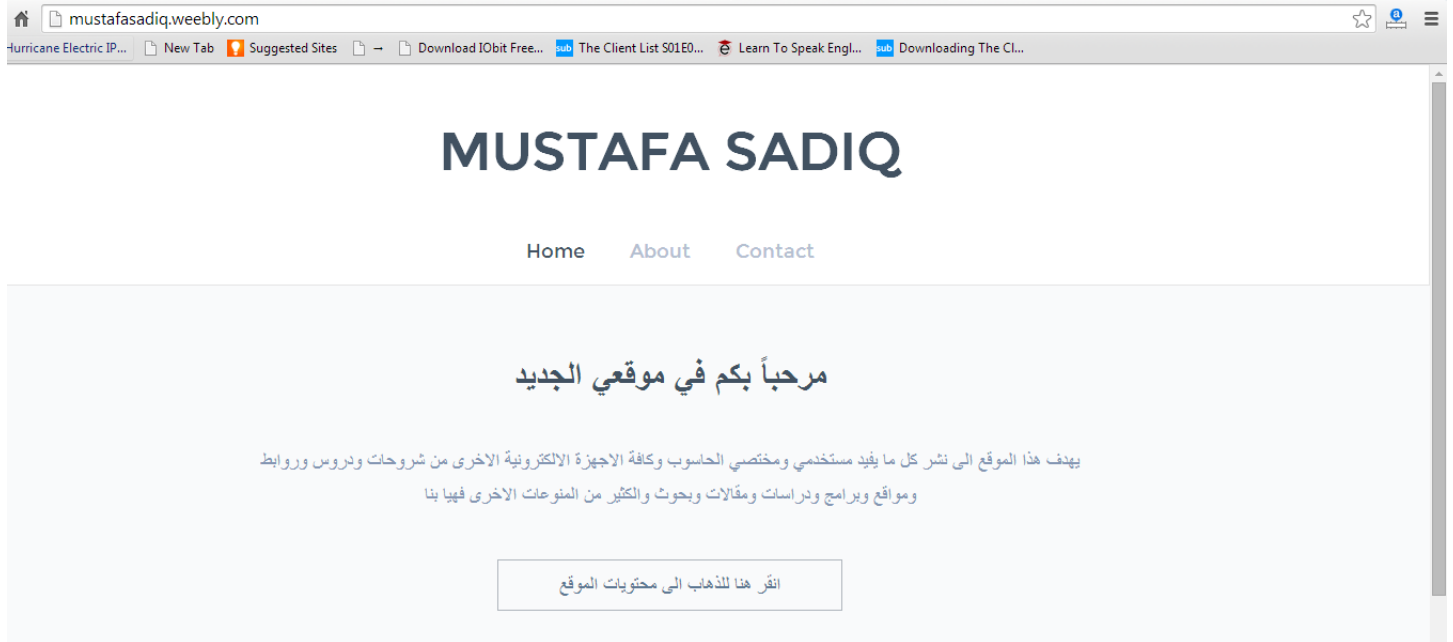 mustafasadiq.weebly.com
Hurricane Electric IP... New Tab Suggested Sites → Download IObit Free... sub The Client List S01E0... Learn To Speak Engl... sub Downloading The Cl...
MUSTAFA SADIQ
Home About Contact
مرحباً بكم في موقعي الجديد
يهدف هذا الموقع الى نشر كل ما يفيد مستخدمي ومختصي الحاسوب وكافة الاجهزة الالكترونية الاخرى من شروحات ودروس وروابط
ومواقع وبرامج ودراسات ومقالات وبحوث والكثير من المنوعات الاخرى فهيا بنا
انقر هنا للذهاب الى محتويات الموقع